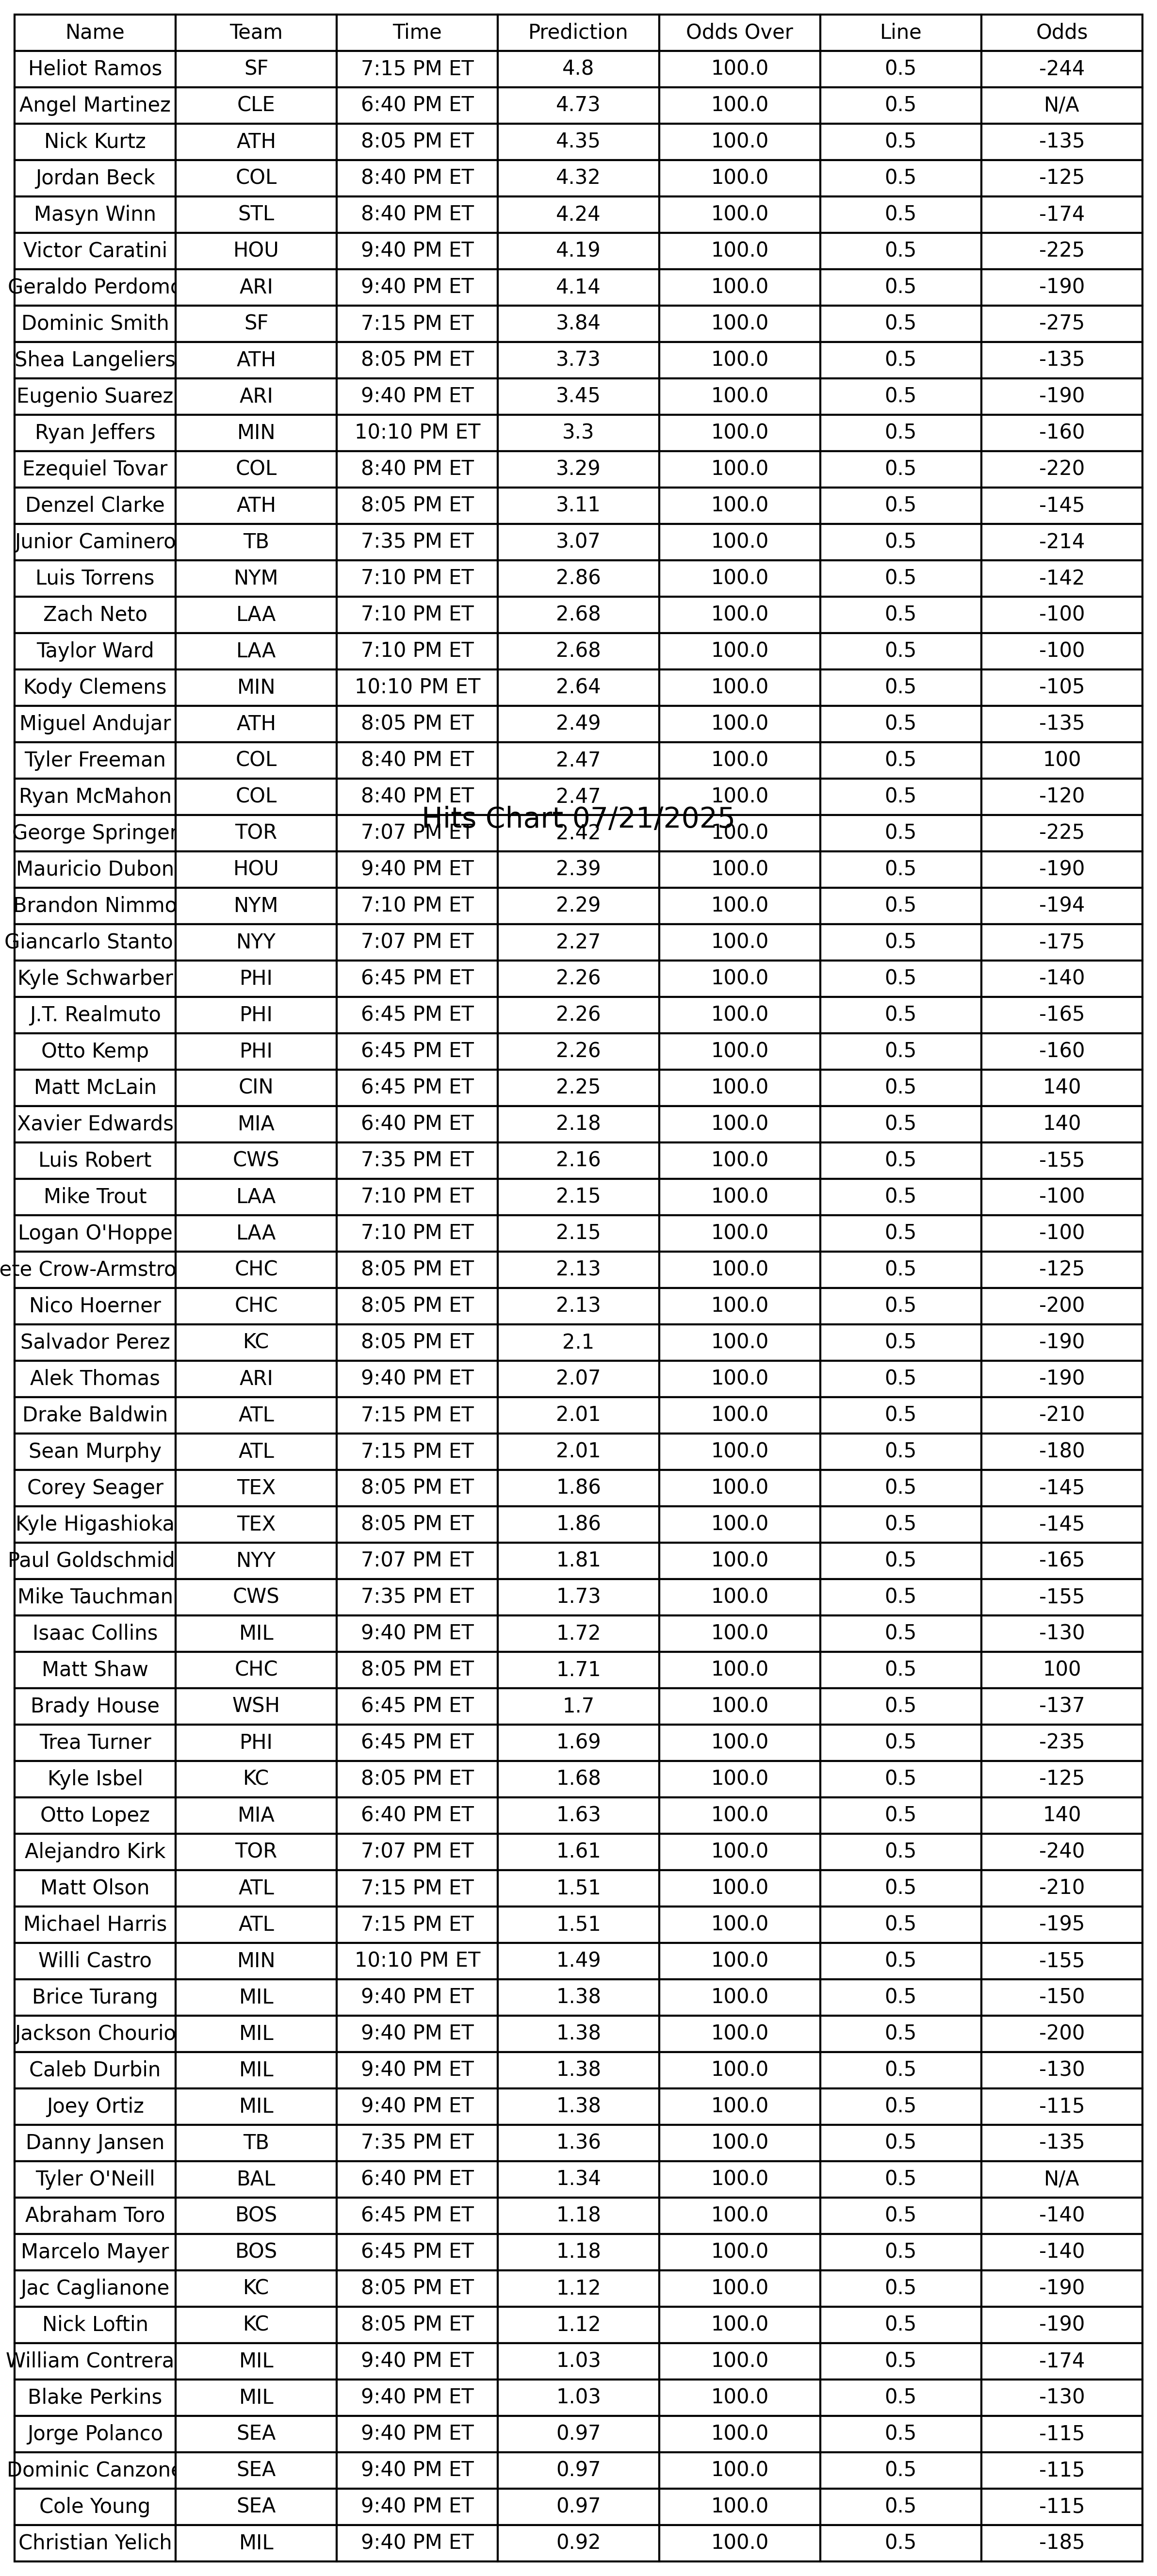 Name Team Time Prediction Odds Over Line Odds
Heliot Ramos SF 7:15 PM ET 4.8 100.0 0.5 -244
Angel Martinez CLE 6:40 PM ET 4.73 100.0 0.5 N/A
Nick Kurtz ATH 8:05 PM ET 4.35 100.0 0.5 -135
Jordan Beck COL 8:40 PM ET 4.32 100.0 0.5 -125
Masyn Winn STL 8:40 PM ET 4.24 100.0 0.5 -174
Victor Caratini HOU 9:40 PM ET 4.19 100.0 0.5 -225
Geraldo Perdomo ARI 9:40 PM ET 4.14 100.0 0.5 -190
Dominic Smith SF 7:15 PM ET 3.84 100.0 0.5 -275
Shea Langeliers ATH 8:05 PM ET 3.73 100.0 0.5 -135
Eugenio Suarez ARI 9:40 PM ET 3.45 100.0 0.5 -190
Ryan Jeffers MIN 10:10 PM ET 3.3 100.0 0.5 -160
Ezequiel Tovar COL 8:40 PM ET 3.29 100.0 0.5 -220
Denzel Clarke ATH 8:05 PM ET 3.11 100.0 0.5 -145
Junior Caminero TB 7:35 PM ET 3.07 100.0 0.5 -214
Luis Torrens NYM 7:10 PM ET 2.86 100.0 0.5 -142
Zach Neto LAA 7:10 PM ET 2.68 100.0 0.5 -100
Taylor Ward LAA 7:10 PM ET 2.68 100.0 0.5 -100
Kody Clemens MIN 10:10 PM ET 2.64 100.0 0.5 -105
Miguel Andujar ATH 8:05 PM ET 2.49 100.0 0.5 -135
Tyler Freeman COL 8:40 PM ET 2.47 100.0 0.5 100
Ryan McMahon COL 8:40 PM ET 2.47 100.0 0.5 -120
Hits Chart 07/21/2025
George Springer TOR 7:07 PM ET 2.42 100.0 0.5 -225
Mauricio Dubon HOU 9:40 PM ET 2.39 100.0 0.5 -190
Brandon Nimmo NYM 7:10 PM ET 2.29 100.0 0.5 -194
Giancarlo Stanto NYY 7:07 PM ET 2.27 100.0 0.5 -175
Kyle Schwarber PHI 6:45 PM ET 2.26 100.0 0.5 -140
J.T. Realmuto PHI 6:45 PM ET 2.26 100.0 0.5 -165
Otto Kemp PHI 6:45 PM ET 2.26 100.0 0.5 -160
Matt McLain CIN 6:45 PM ET 2.25 100.0 0.5 140
Xavier Edwards MIA 6:40 PM ET 2.18 100.0 0.5 140
Luis Robert CWS 7:35 PM ET 2.16 100.0 0.5 -155
Mike Trout LAA 7:10 PM ET 2.15 100.0 0.5 -100
Logan O'Hoppe LAA 7:10 PM ET 2.15 100.0 0.5 -100
ete Crow-Armstro CHC 8:05 PM ET 2.13 100.0 0.5 -125
Nico Hoerner CHC 8:05 PM ET 2.13 100.0 0.5 -200
Salvador Perez KC 8:05 PM ET 2.1 100.0 0.5 -190
Alek Thomas ARI 9:40 PM ET 2.07 100.0 0.5 -190
Drake Baldwin ATL 7:15 PM ET 2.01 100.0 0.5 -210
Sean Murphy ATL 7:15 PM ET 2.01 100.0 0.5 -180
Corey Seager TEX 8:05 PM ET 1.86 100.0 0.5 -145
Kyle Higashioka TEX 8:05 PM ET 1.86 100.0 0.5 -145
Paul Goldschmid NYY 7:07 PM ET 1.81 100.0 0.5 -165
Mike Tauchman CWS 7:35 PM ET 1.73 100.0 0.5 -155
Isaac Collins MIL 9:40 PM ET 1.72 100.0 0.5 -130
Matt Shaw CHC 8:05 PM ET 1.71 100.0 0.5 100
Brady House WSH 6:45 PM ET 1.7 100.0 0.5 -137
Trea Turner PHI 6:45 PM ET 1.69 100.0 0.5 -235
Kyle Isbel KC 8:05 PM ET 1.68 100.0 0.5 -125
Otto Lopez MIA 6:40 PM ET 1.63 100.0 0.5 140
Alejandro Kirk TOR 7:07 PM ET 1.61 100.0 0.5 -240
Matt Olson ATL 7:15 PM ET 1.51 100.0 0.5 -210
Michael Harris ATL 7:15 PM ET 1.51 100.0 0.5 -195
Willi Castro MIN 10:10 PM ET 1.49 100.0 0.5 -155
Brice Turang MIL 9:40 PM ET 1.38 100.0 0.5 -150
Jackson Chourio MIL 9:40 PM ET 1.38 100.0 0.5 -200
Caleb Durbin MIL 9:40 PM ET 1.38 100.0 0.5 -130
Joey Ortiz MIL 9:40 PM ET 1.38 100.0 0.5 -115
Danny Jansen TB 7:35 PM ET 1.36 100.0 0.5 -135
Tyler O'Neill BAL 6:40 PM ET 1.34 100.0 0.5 N/A
Abraham Toro BOS 6:45 PM ET 1.18 100.0 0.5 -140
Marcelo Mayer BOS 6:45 PM ET 1.18 100.0 0.5 -140
Jac Caglianone KC 8:05 PM ET 1.12 100.0 0.5 -190
Nick Loftin KC 8:05 PM ET 1.12 100.0 0.5 -190
William Contrera MIL 9:40 PM ET 1.03 100.0 0.5 -174
Blake Perkins MIL 9:40 PM ET 1.03 100.0 0.5 -130
Jorge Polanco SEA 9:40 PM ET 0.97 100.0 0.5 -115
Dominic Canzone SEA 9:40 PM ET 0.97 100.0 0.5 -115
Cole Young SEA 9:40 PM ET 0.97 100.0 0.5 -115
Christian Yelich MIL 9:40 PM ET 0.92 100.0 0.5 -185